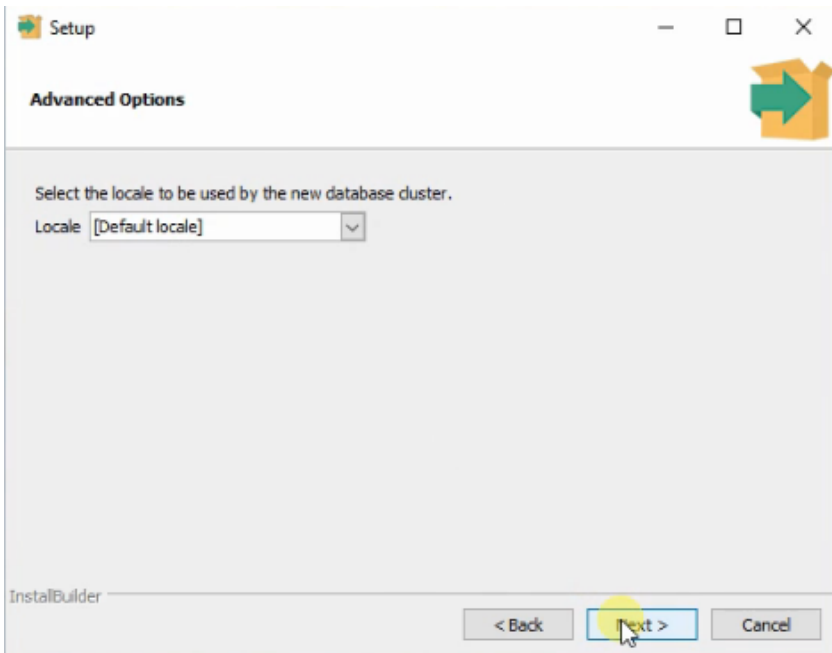 Setup
Advanced Options
Select the locale to be used by the new database cluster.
Locale [Default locale]
InstallBuilder
< Back Next > Cancel